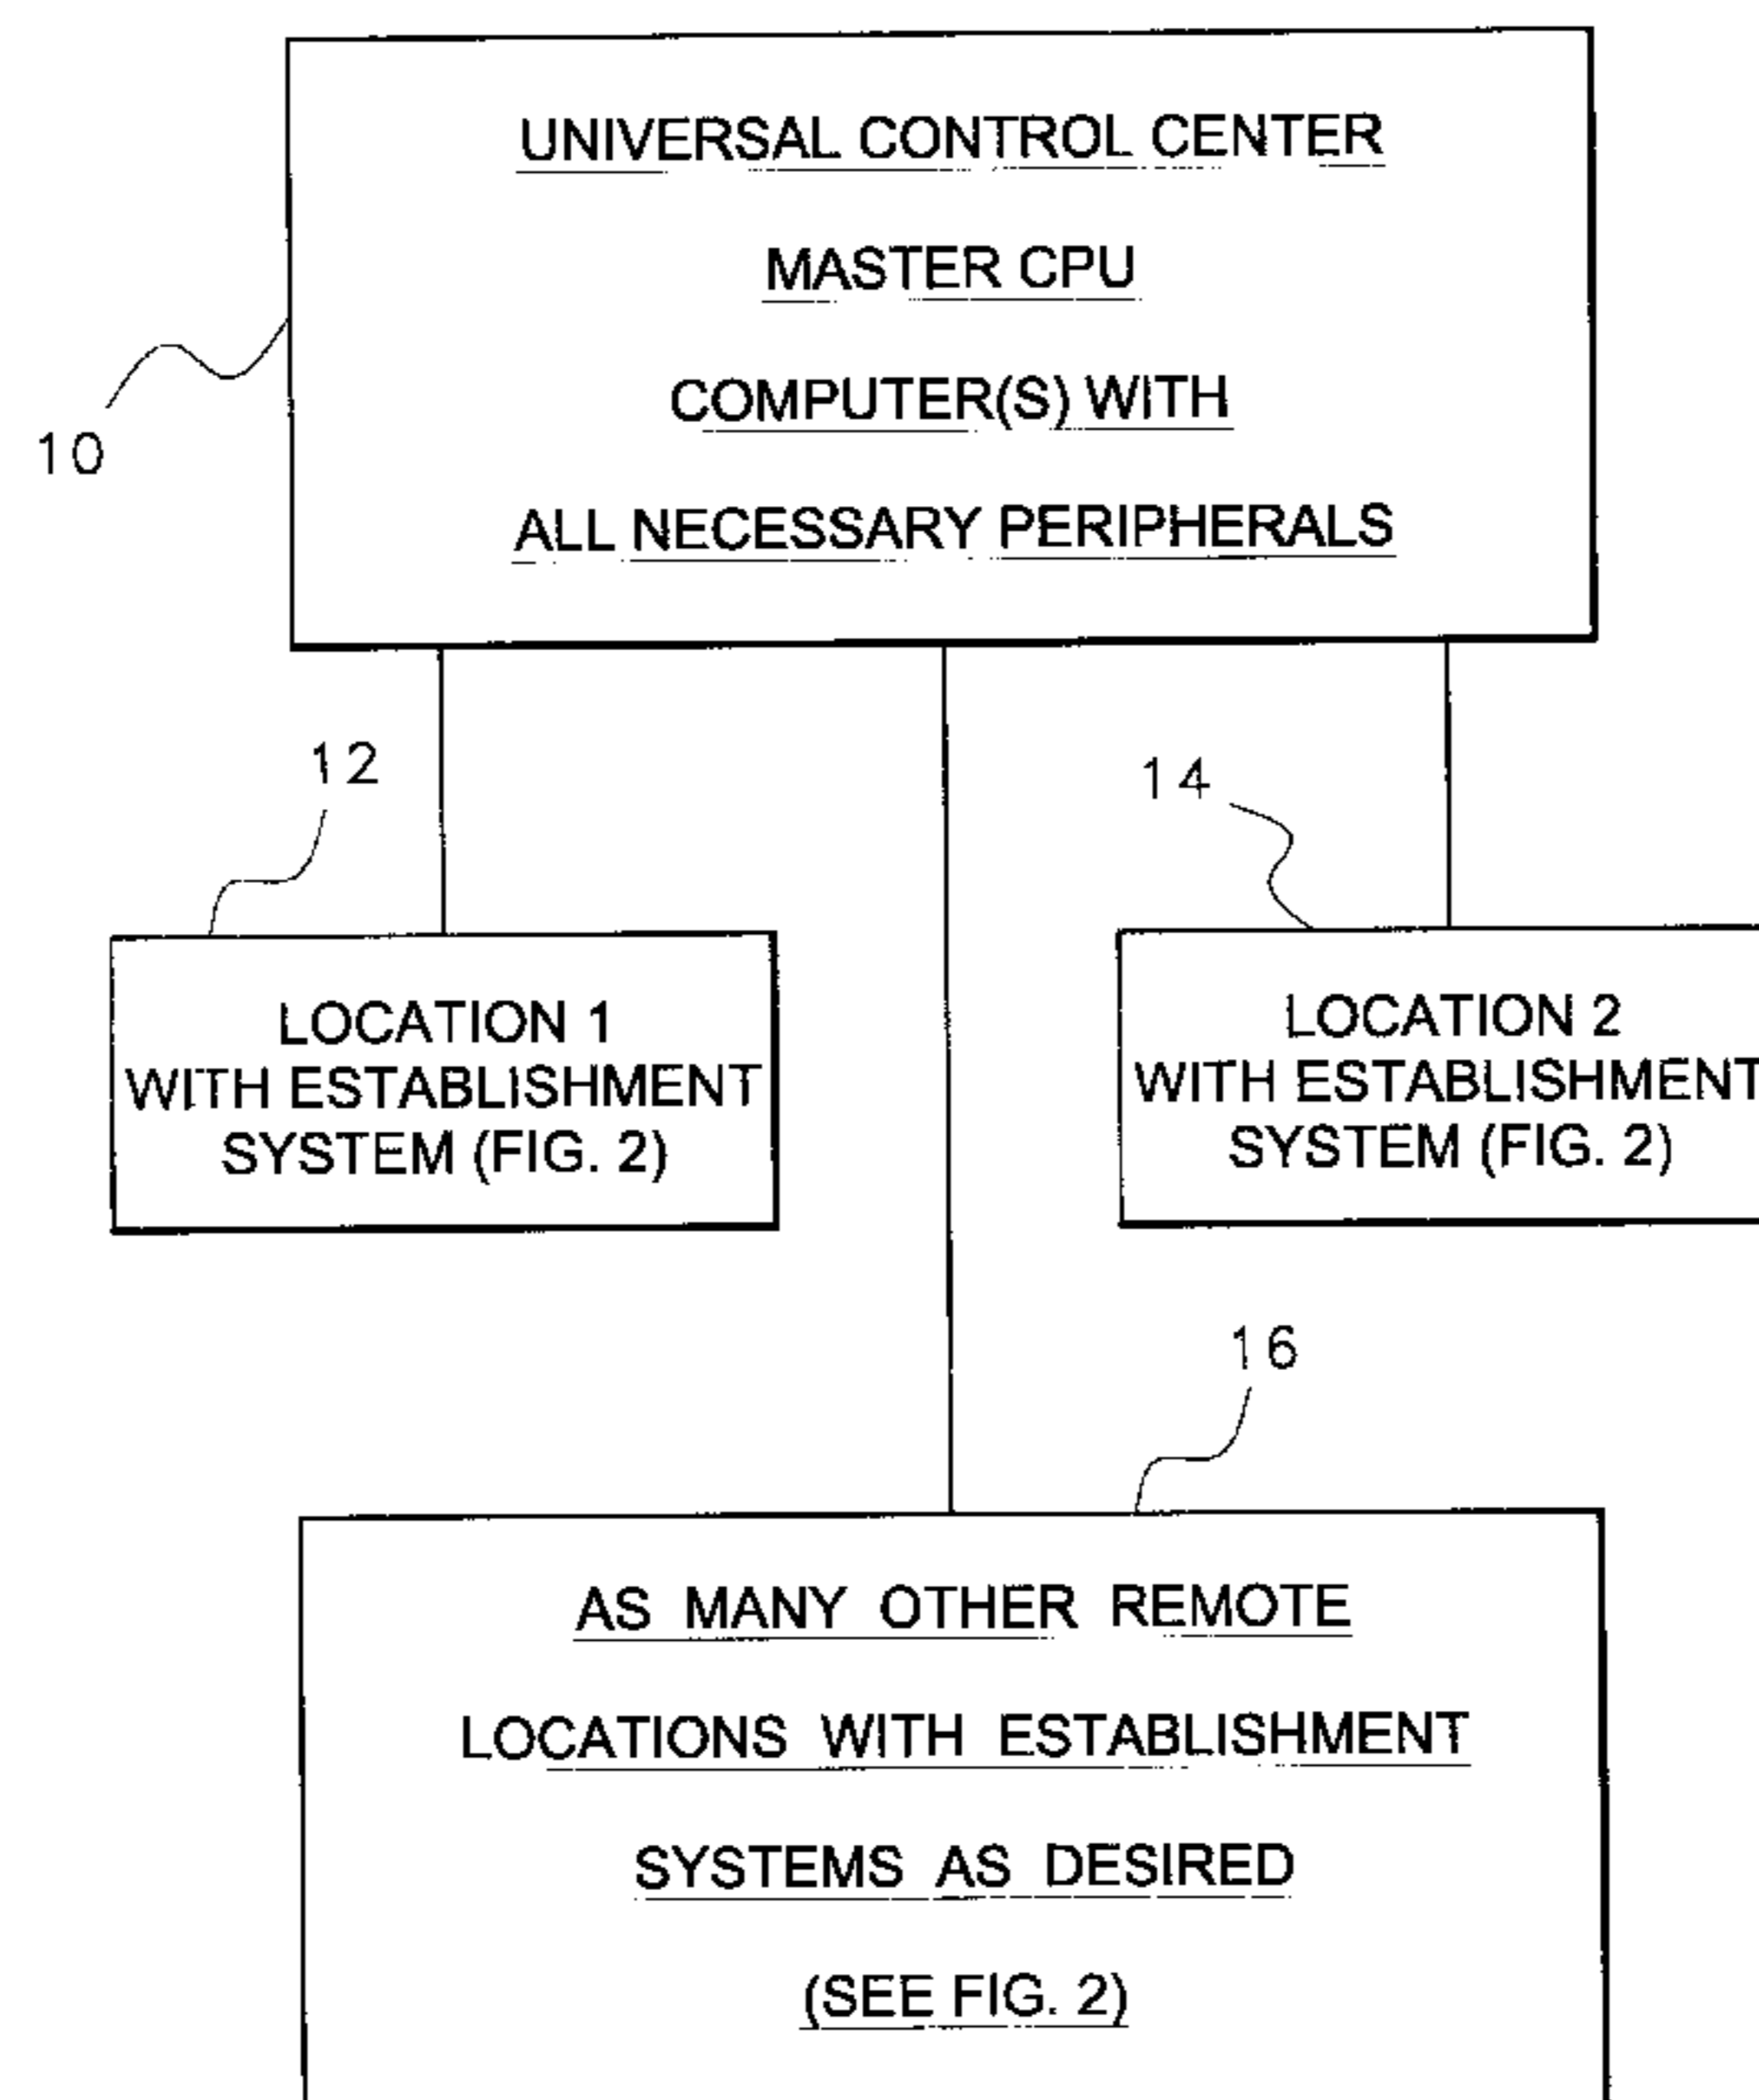 UNIVERSAL CONTROL CENTER
MASTER CPU
COMPUTER(S) WITH
ALL NECESSARY PERIPHERALS
10
12
14
LOCATION 1
WITH ESTABLISHMENT
SYSTEM (FIG. 2)
LOCATION 2
WITH ESTABLISHMENT
SYSTEM (FIG. 2)
16
AS MANY OTHER REMOTE
LOCATIONS WITH ESTABLISHMENT
SYSTEMS AS DESIRED
(SEE FIG. 2)